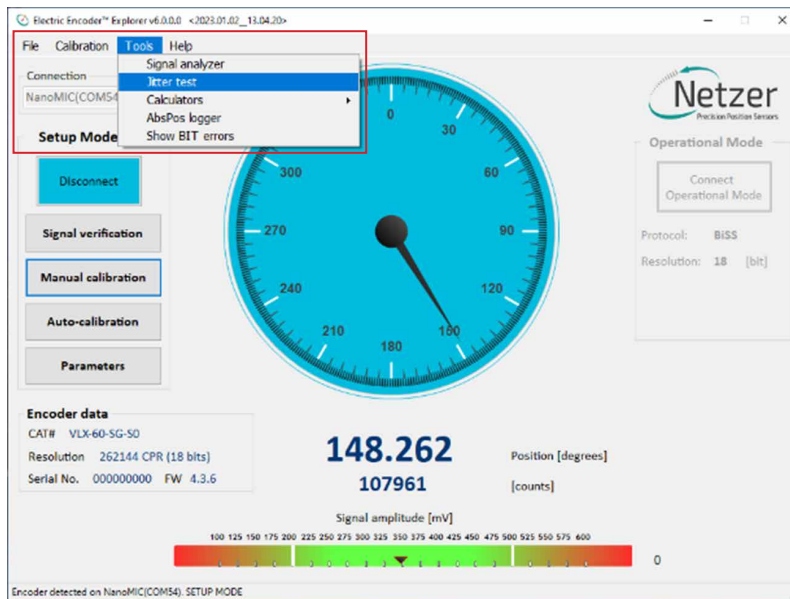 Electric Encoder™ Explorer v6.0.0.0 <2023.01.02__13.04.20>
File Calibration Tools Help
Signal analyzer
Jitter test
Calculators
AbsPos logger
Show BIT errors
Connection
NanoMIC(COM54
Setup Mode
Disconnect
Signal verification
Manual calibration
Auto-calibration
Parameters
0
30
60
90
120
150
180
210
240
270
300
Netzer
Precision Position Sensors
Operational Mode
Connect
Operational Mode
Protocol: BiSS
Resolution: 18 [bit]
Encoder data
CAT# VLX-60-SG-S0
Resolution 262144 CPR (18 bits)
Serial No. 000000000 FW 4.3.6
148.262 Position [degrees]
107961 [counts]
Signal amplitude [mV]
100 125 150 175 200 225 250 275 300 325 350 375 400 425 450 475 500 525 550 575 600
0
Encoder detected on NanoMIC(COM54). SETUP MODE